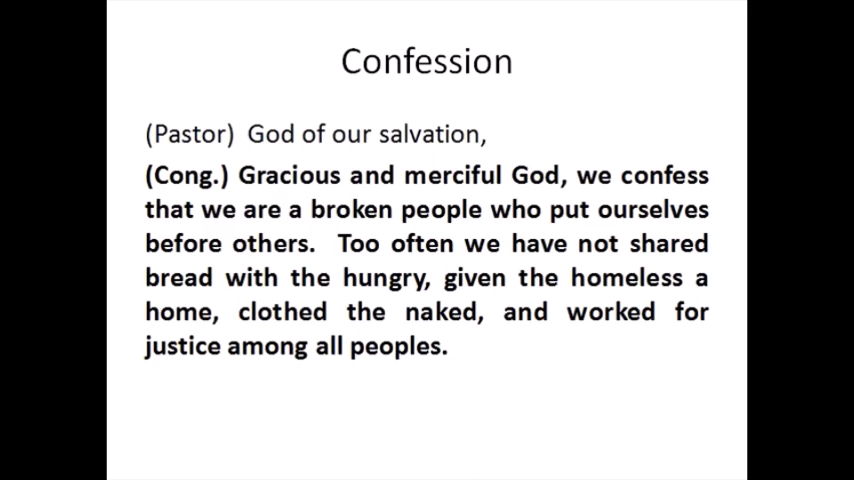 Confession
(Pastor)  God of our salvation,
(Cong.) Gracious and merciful God, we confess
that we are a broken people who put ourselves
before others.  Too often we have not shared
bread with the hungry, given the homeless a
home, clothed the naked, and worked for
justice among all peoples.